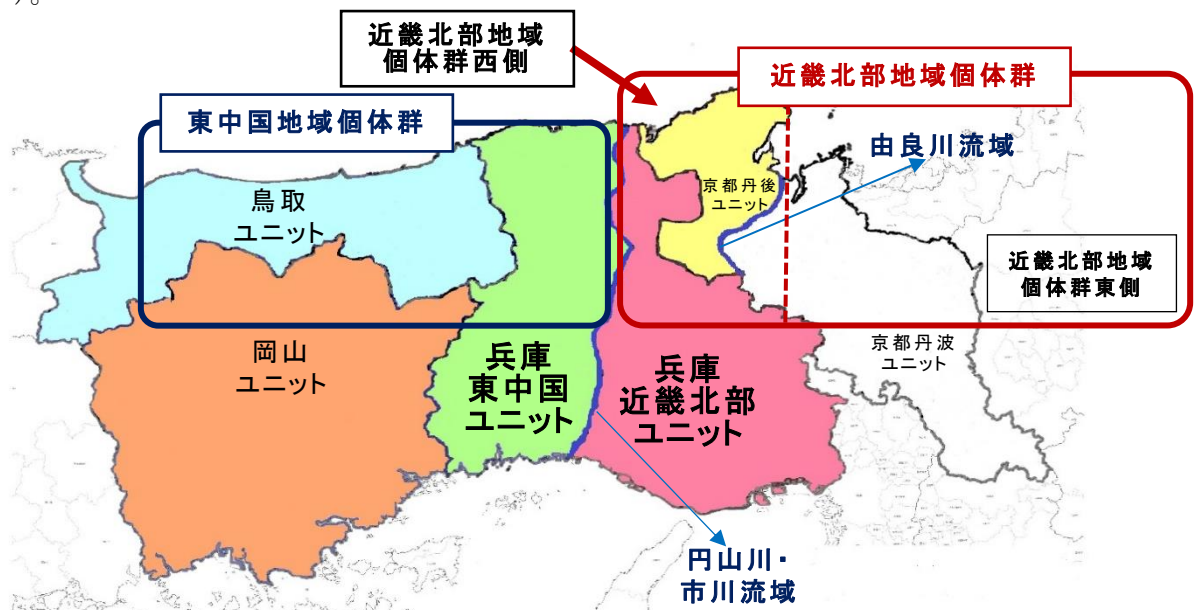 す。
近畿北部地域
個体群西側
近畿北部地域個体群
東中国地域個体群
由良川流域
鳥取
ユニット
京都丹後
ユニット
近畿北部地域
個体群東側
岡山
ユニット
兵庫
東中国
ユニット
兵庫
近畿北部
ユニット
京都丹波
ユニット
円山川・
市川流域